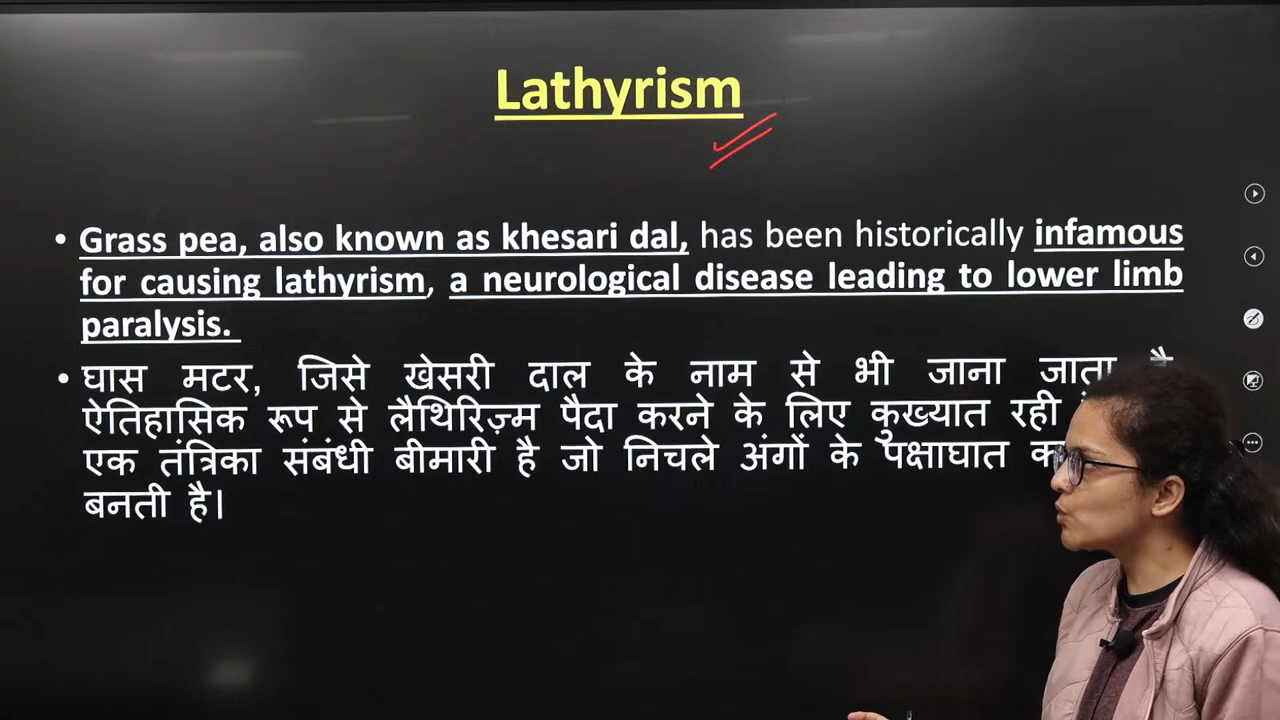 Lathyrism
• Grass pea, also known as khesari dal, has been historically infamous
for causing lathyrism, a neurological disease leading to lower limb
paralysis.
• घास मटर, जिसे खेसरी दाल के नाम से भी जाना जाता
ऐतिहासिक रूप से लैथिरिज़्म पैदा करने के लिए कुख्यात रही
एक तंत्रिका संबंधी बीमारी है जो निचले अंगों के पक्षाघात
बनती है।